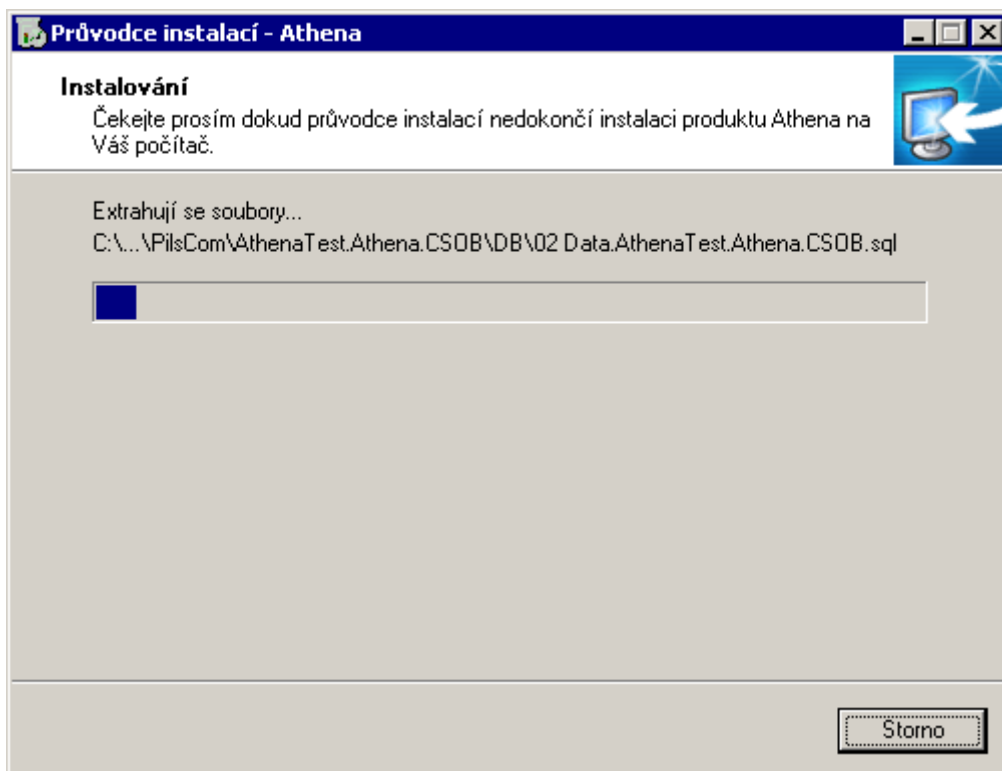 Průvodce instalací - Athena
Instalování
Čekejte prosím dokud průvodce instalací nedokončí instalaci produktu Athena na
Váš počítač.
Extrahují se soubory...
C:\...\PilsCom\AthenaTest.Athena.CSOB\DB\02 Data.AthenaTest.Athena.CSOB.sql
Storno